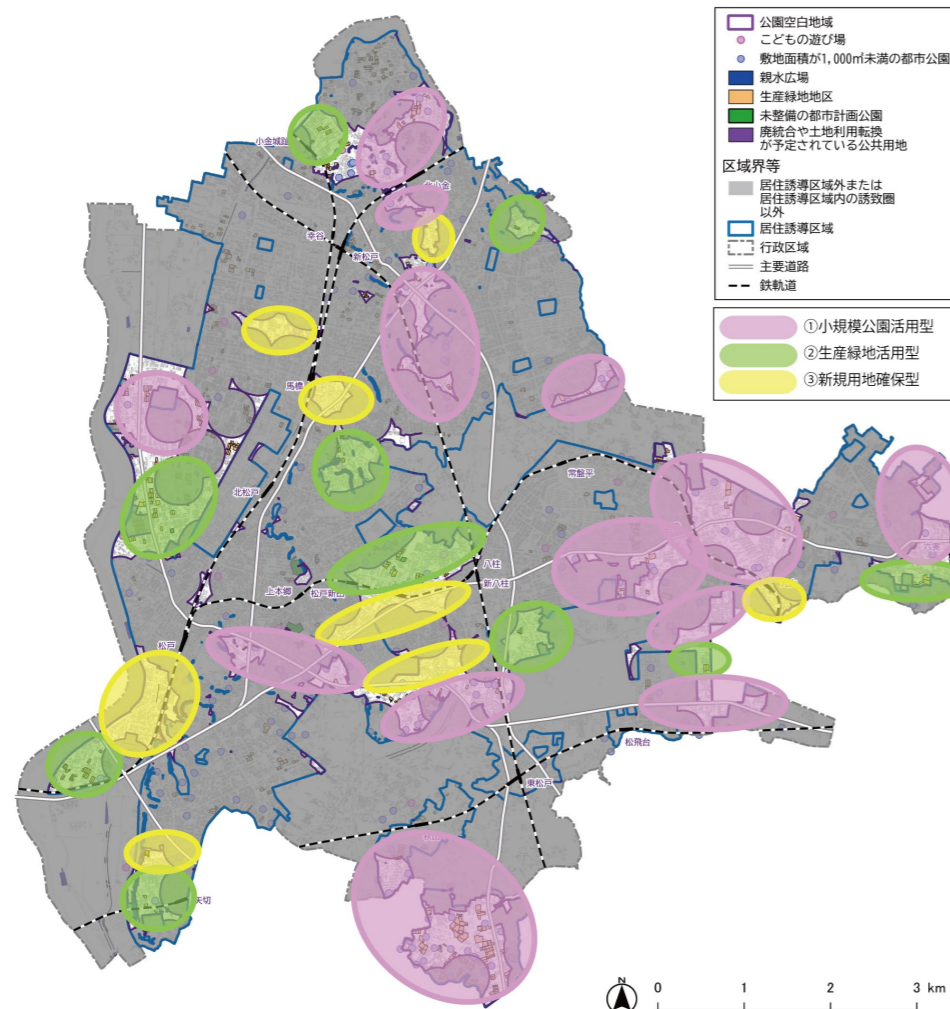 公園空白地域
こどもの遊び場
敷地面積が1,000㎡未満の都市公園
親水広場
生産緑地地区
未整備の都市計画公園
廃統合や土地利用転換
が予定されている公共用地
区域界等
居住誘導区域外または
居住誘導区域内の誘致圏
以外
居住誘導区域
行政区域
主要道路
鉄軌道
①小規模公園活用型
②生産緑地活用型
③新規用地確保型
小金城趾
北小金
幸谷
新松戸
馬橋
北松戸
常盤平
八柱
新八柱
上本郷
松戸新田
松戸
松飛台
東松戸
矢切
N
0 1 2 3 km